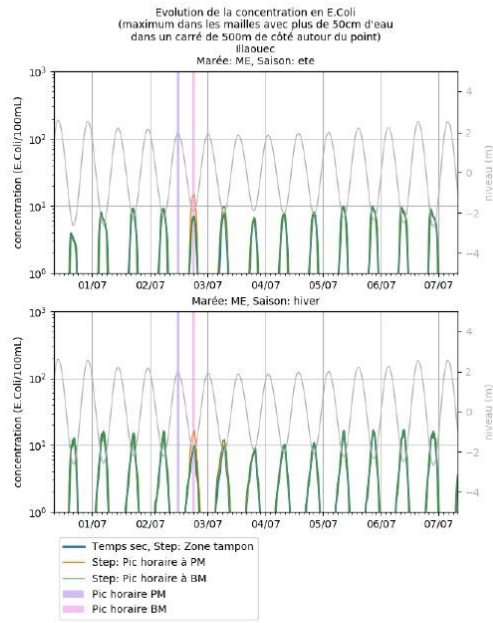 Evolution de la concentration en E.Coli
(maximum dans les mailles avec plus de 50cm d'eau
dans un carré de 500m de côté autour du point)
Illaouec
Marée: ME, Saison: ete
concentration (E.Coli/100mL)
10³
10²
10¹
10⁰
niveau (m)
4
2
0
−2
−4
01/07 02/07 03/07 04/07 05/07 06/07 07/07
Marée: ME, Saison: hiver
concentration (E.Coli/100mL)
10³
10²
10¹
10⁰
niveau (m)
4
2
0
−2
−4
01/07 02/07 03/07 04/07 05/07 06/07 07/07
Temps sec, Step: Zone tampon
Step: Pic horaire à PM
Step: Pic horaire à BM
Pic horaire PM
Pic horaire BM